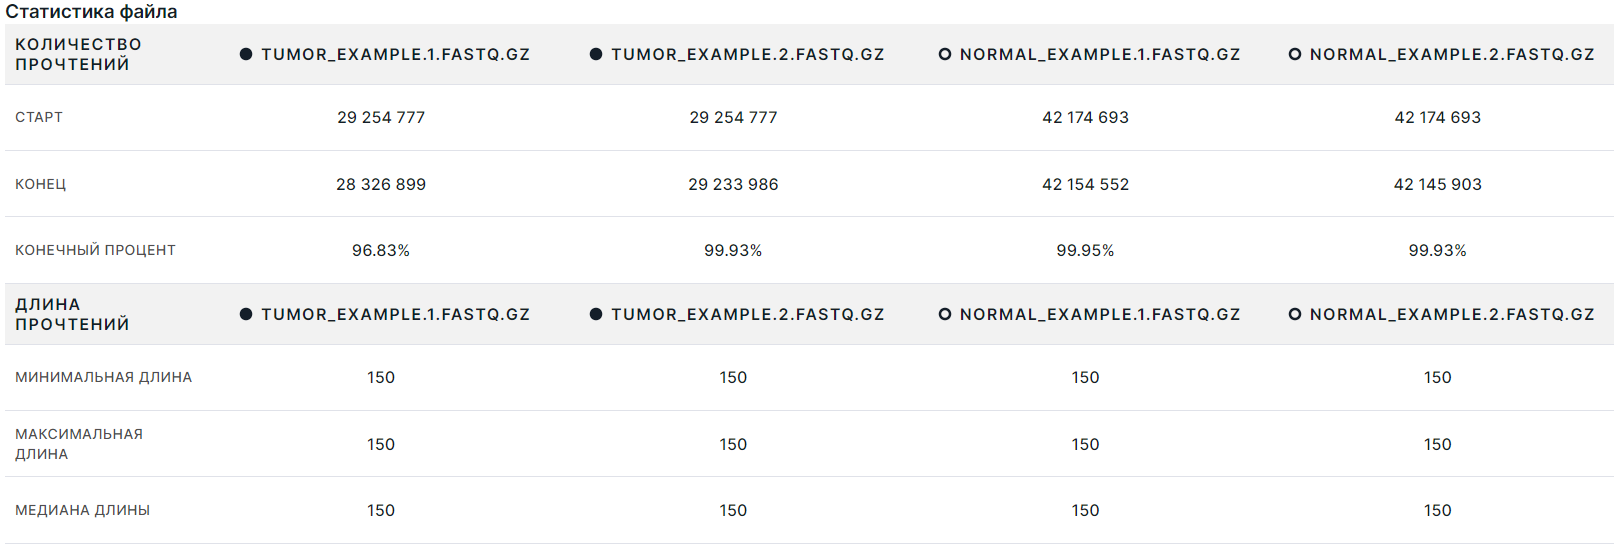 Статистика файла
КОЛИЧЕСТВО ПРОЧТЕНИЙ TUMOR_EXAMPLE.1.FASTQ.GZ TUMOR_EXAMPLE.2.FASTQ.GZ NORMAL_EXAMPLE.1.FASTQ.GZ NORMAL_EXAMPLE.2.FASTQ.GZ
СТАРТ 29 254 777 29 254 777 42 174 693 42 174 693
КОНЕЦ 28 326 899 29 233 986 42 154 552 42 145 903
КОНЕЧНЫЙ ПРОЦЕНТ 96.83% 99.93% 99.95% 99.93%
ДЛИНА ПРОЧТЕНИЙ TUMOR_EXAMPLE.1.FASTQ.GZ TUMOR_EXAMPLE.2.FASTQ.GZ NORMAL_EXAMPLE.1.FASTQ.GZ NORMAL_EXAMPLE.2.FASTQ.GZ
МИНИМАЛЬНАЯ ДЛИНА 150 150 150 150
МАКСИМАЛЬНАЯ ДЛИНА 150 150 150 150
МЕДИАНА ДЛИНЫ 150 150 150 150